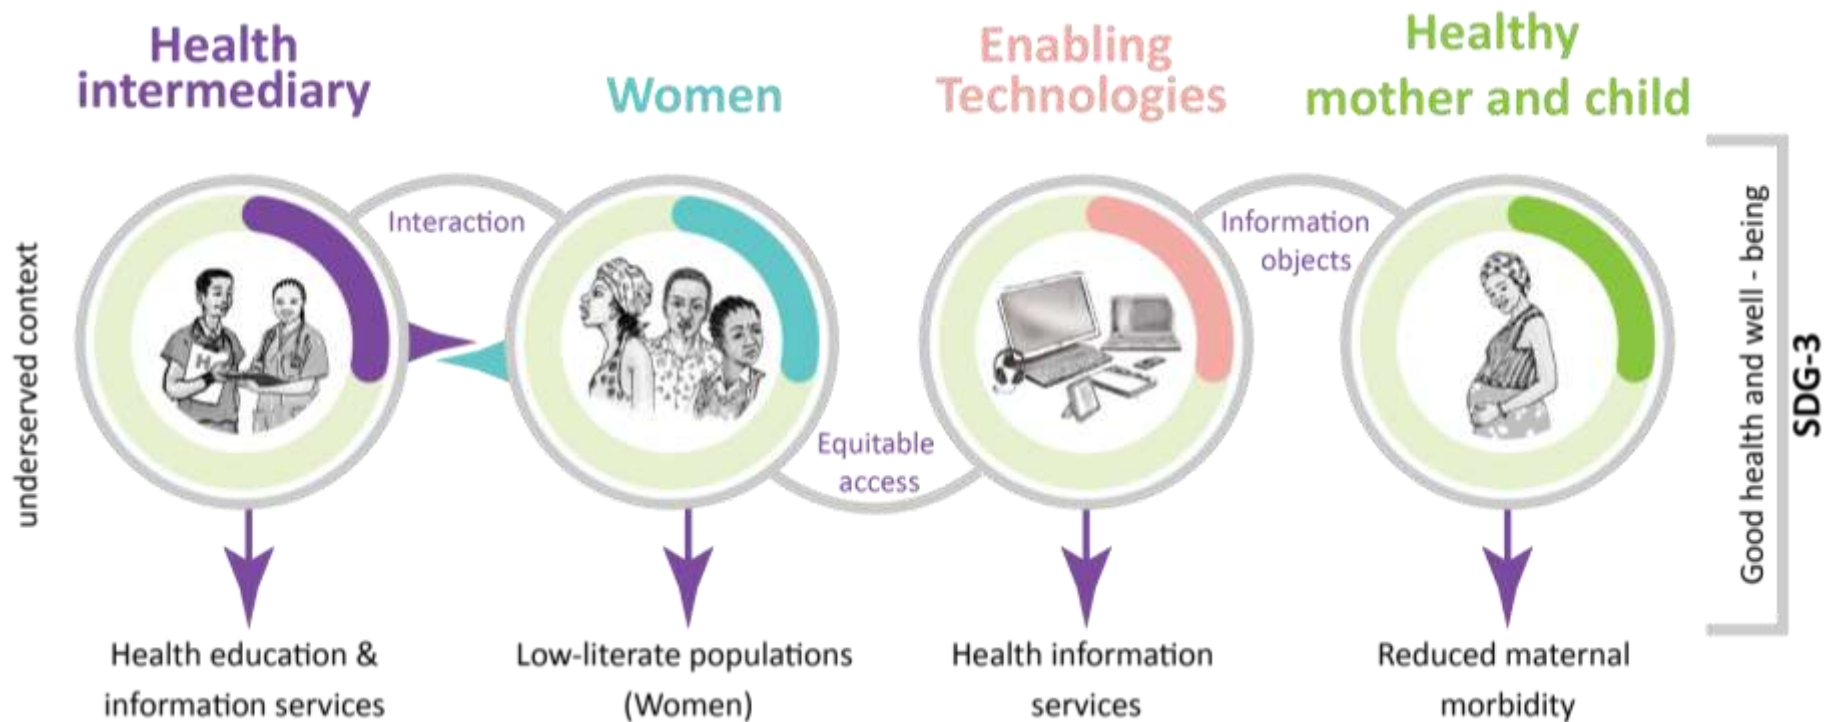 Health
intermediary
Women
Enabling
Technologies
Healthy
mother and child
underserved context
Interaction
Equitable
access
Information
objects
Good health and well - being
SDG-3
H
Health education &
information services
Low-literate populations
(Women)
Health information
services
Reduced maternal
morbidity